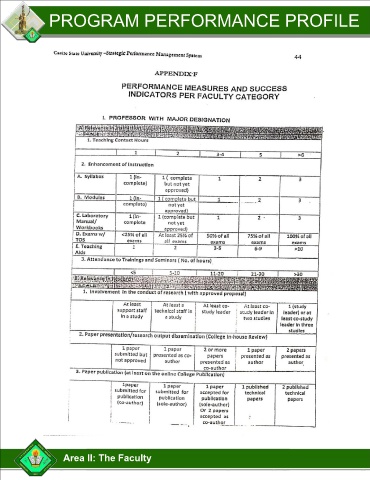 PROGRAM PERFORMANCE PROFILE
Cavite State University -Strategic Performance Management System
44
APPENDIX F
PERFORMANCE MEASURES AND SUCCESS
INDICATORS PER FACULTY CATEGORY
I. PROFESSOR WITH MAJOR DESIGNATION
A. Relevance in Instruction
1. Teaching Contact Hours
1 2 3-4 5 >6
2. Enhancement of Instruction
A. Syllabus 1 (In-complete) 1 ( complete but not yet approved) 1 2 3
B. Modules 1 (In-complete) 1 ( complete but not yet approved) 1 2 3
C. Laboratory Manual/ Workbooks 1 (In-complete 1 (complete but not yet approved) 1 2 3
D. Exams w/ TOS <25% of all exams At least 25% of all exams 50% of all exams 75% of all exams 100% of all exams
E. Teaching Aids 1 2 3-5 6-9 >10
3. Attendance to Trainings and Seminars ( No. of hours)
<5 5-10 11-20 21-30 >30
B. Relevance in
1. Involvement in the conduct of research ( with approved proposal)
At least support staff in a study At least a technical staff in a study At least co-study leader At least co-study leader in two studies 1 (study leader) or at least co-study leader in three studies
2. Paper presentation/research output dissemination (College in-house Review)
1 paper submitted but not approved 1 paper presented as co-author 2 or more papers presented as co-author 1 paper presented as author 2 papers presented as author
3. Paper publication (at least on the online College Publication)
1paper submitted for publication (co-author) 1 paper submitted for publication (sole-author) 1 paper accepted for publication (sole-author) Or 2 papers accepted as co-author 1 published technical papers 2 published technical papers
Area II: The Faculty